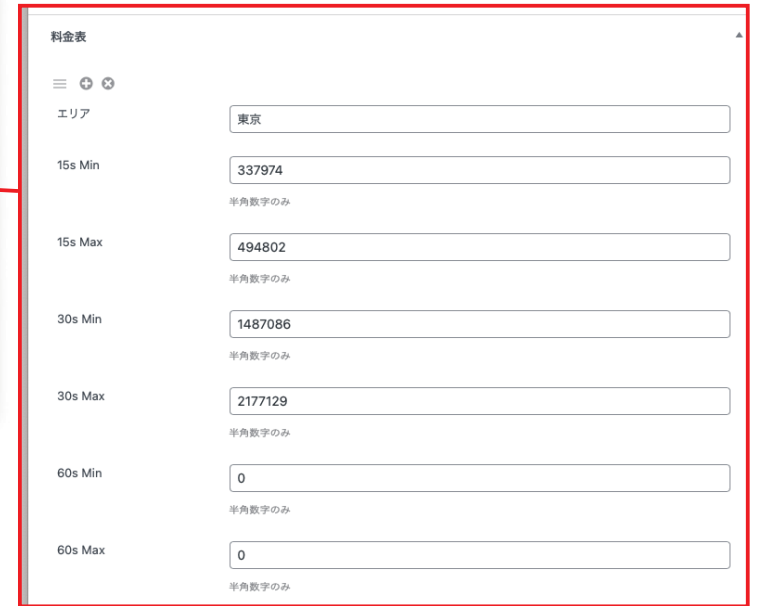 料金表
エリア
東京
15s Min
337974
半角数字のみ
15s Max
494802
半角数字のみ
30s Min
1487086
半角数字のみ
30s Max
2177129
半角数字のみ
60s Min
0
半角数字のみ
60s Max
0
半角数字のみ